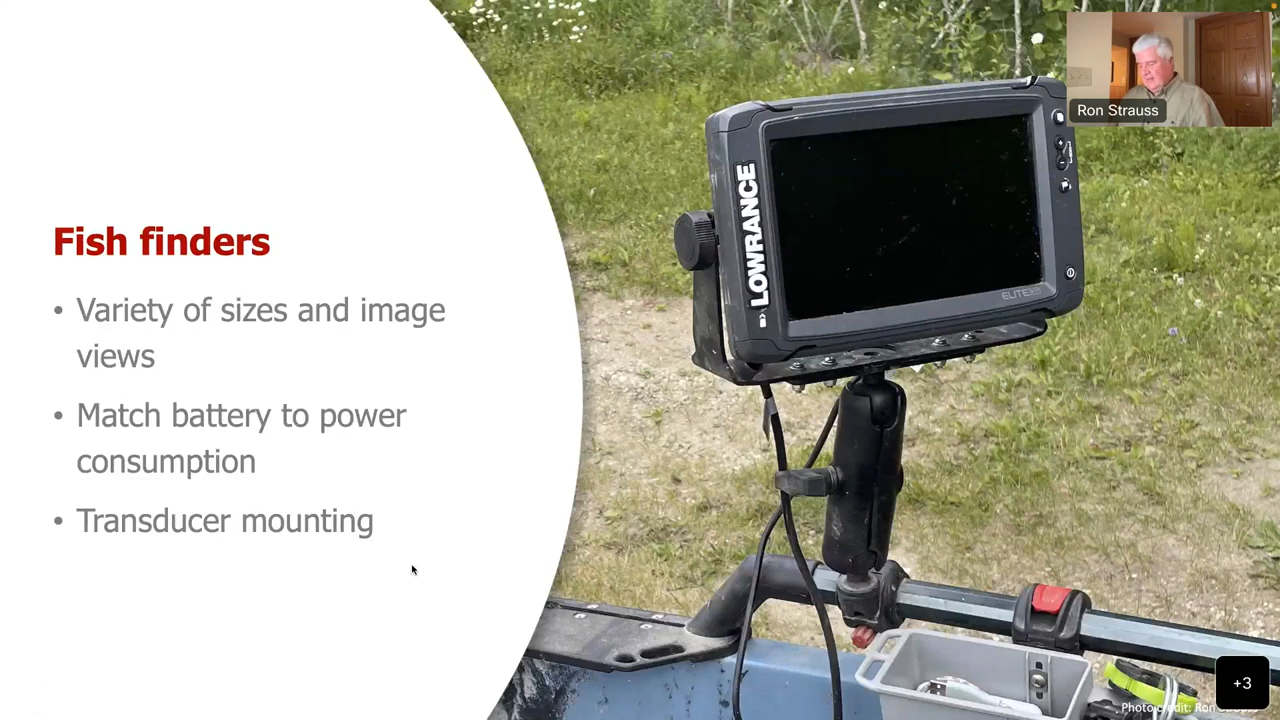 Fish finders
• Variety of sizes and image
views
• Match battery to power
consumption
• Transducer mounting
LOWRANCE
Ron Strauss
+3
Photo credit: Ron